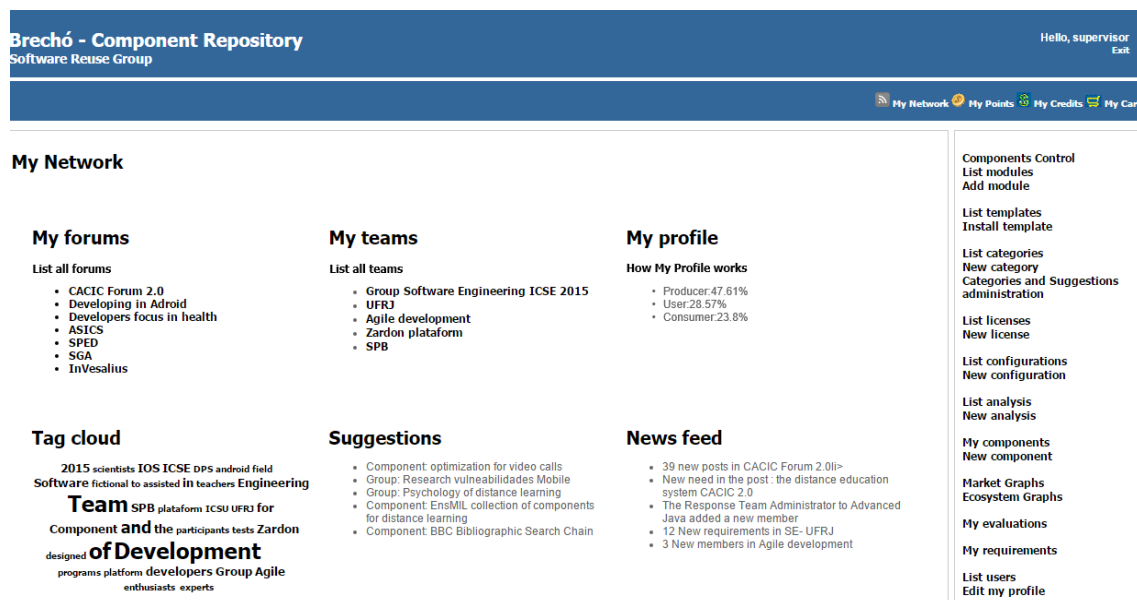 Brechó - Component Repository
Software Reuse Group
Hello, supervisor
Exit
My Network My Points My Credits My Car
My Network
My forums
List all forums
CACIC Forum 2.0
Developing in Adroid
Developers focus in health
ASICS
SPED
SGA
InVesalius
My teams
List all teams
Group Software Engineering ICSE 2015
UFRJ
Agile development
Zardon plataform
SPB
My profile
How My Profile works
Producer:47.61%
User:28.57%
Consumer:23.8%
Tag cloud
2015 scientists IOS ICSE DPS android field
Software fictional to assisted in teachers Engineering
Team SPB plataform ICSU UFRJ for
Component and the participants tests Zardon
designed of Development
programs platform developers Group Agile
enthusiasts experts
Suggestions
Component: optimization for video calls
Group: Research vulneabilidades Mobile
Group: Psychology of distance learning
Component: EnsMIL collection of components
for distance learning
Component: BBC Bibliographic Search Chain
News feed
39 new posts in CACIC Forum 2.0li>
New need in the post : the distance education
system CACIC 2.0
The Response Team Administrator to Advanced
Java added a new member
12 New requirements in SE- UFRJ
3 New members in Agile development
Components Control
List modules
Add module
List templates
Install template
List categories
New category
Categories and Suggestions
administration
List licenses
New license
List configurations
New configuration
List analysis
New analysis
My components
New component
Market Graphs
Ecosystem Graphs
My evaluations
My requirements
List users
Edit my profile